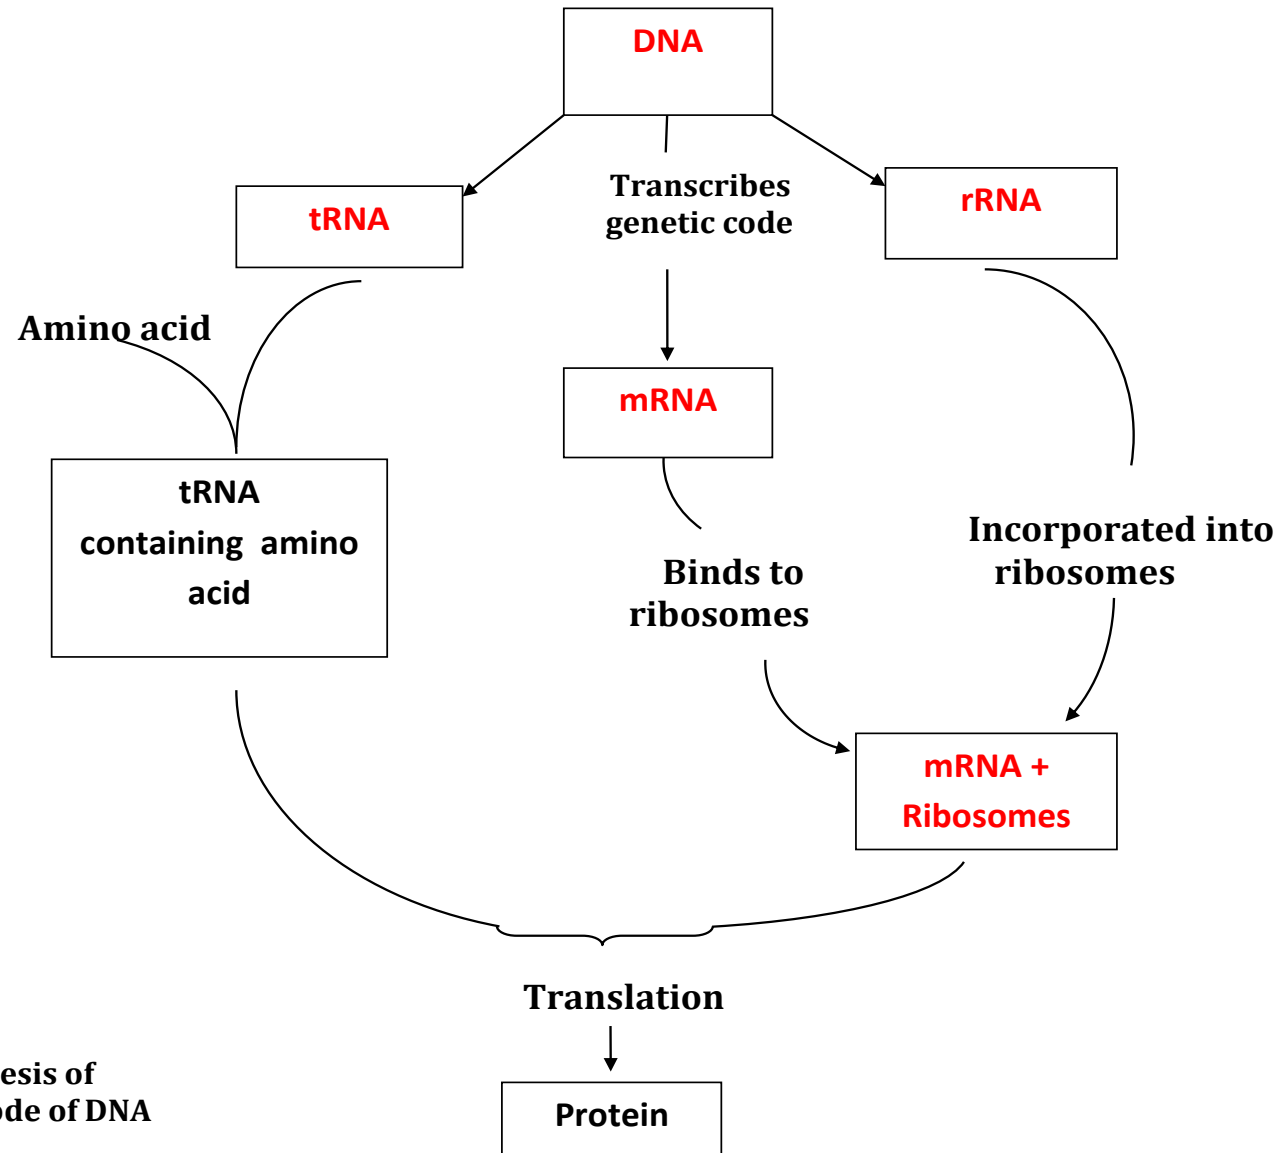 DNA
Transcribes
genetic code
tRNA
rRNA
Amino acid
mRNA
tRNA
containing amino
acid
Incorporated into
ribosomes
Binds to
ribosomes
mRNA +
Ribosomes
Translation
esis of
ode of DNA
Protein